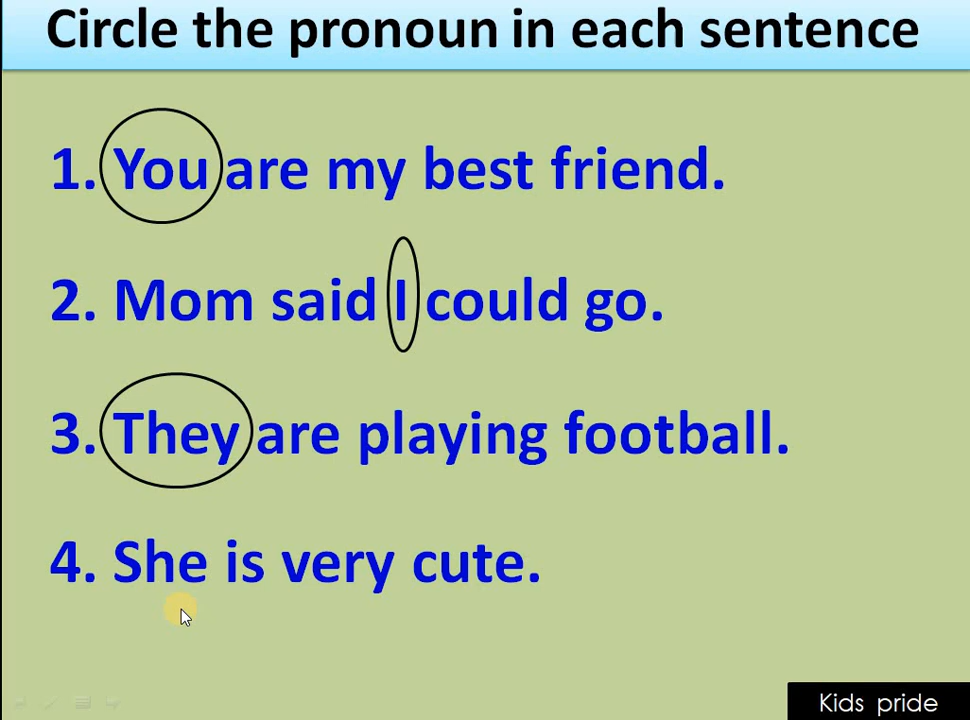 Circle the pronoun in each sentence
1. You are my best friend.
2. Mom said I could go.
3. They are playing football.
4. She is very cute.
Kids pride